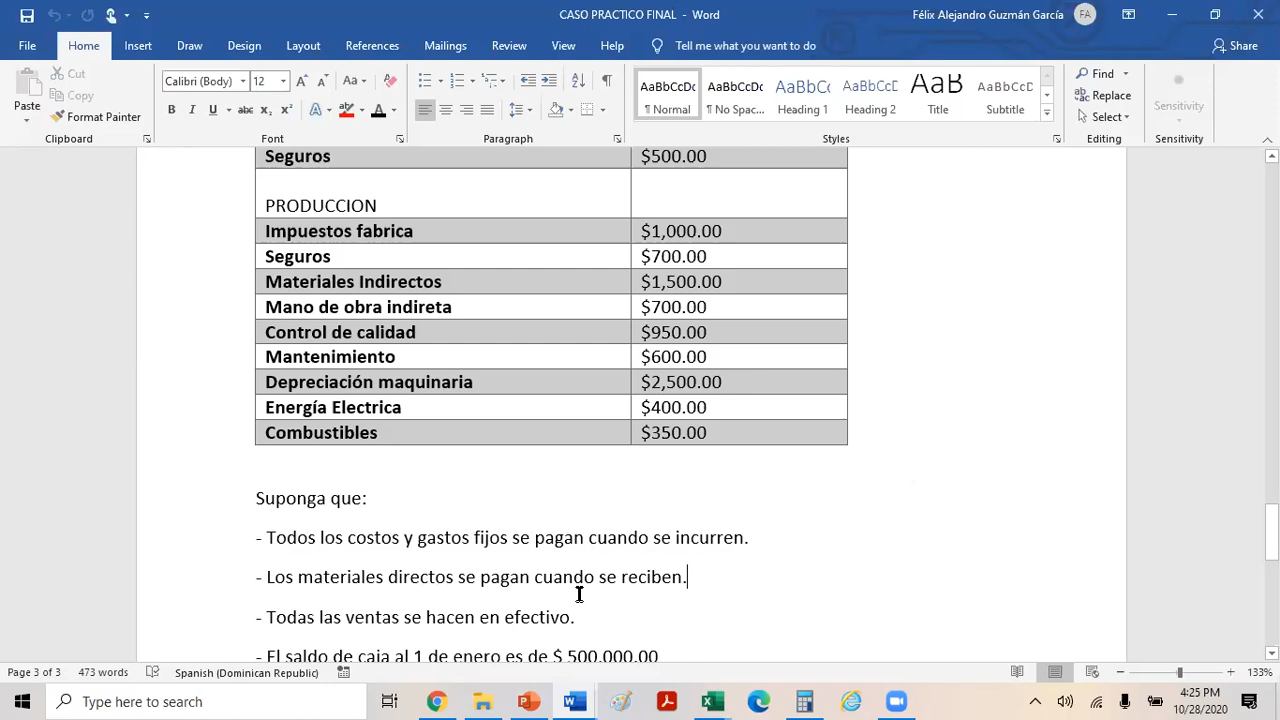 CASO PRACTICO FINAL - Word
Félix Alejandro Guzmán García FA
File Home Insert Draw Design Layout References Mailings Review View Help Tell me what you want to do Share
Paste
Cut
Copy
Format Painter
Clipboard
Calibri (Body) 12
Font
Paragraph
AaBbCcDc
¶ Normal
AaBbCcDc
¶ No Spac...
AaBbC
Heading 1
AaBbCcD
Heading 2
AaB
Title
AaBbCcD
Subtitle
Styles
Find
Replace
Select
Editing
Sensitivity
Sensitivity
Seguros $500.00
PRODUCCION
Impuestos fabrica $1,000.00
Seguros $700.00
Materiales Indirectos $1,500.00
Mano de obra indireta $700.00
Control de calidad $950.00
Mantenimiento $600.00
Depreciación maquinaria $2,500.00
Energía Electrica $400.00
Combustibles $350.00
Suponga que:
- Todos los costos y gastos fijos se pagan cuando se incurren.
- Los materiales directos se pagan cuando se reciben.
- Todas las ventas se hacen en efectivo.
- El saldo de caja al 1 de enero es de $ 500,000.00
Page 3 of 3 473 words Spanish (Dominican Republic) 133%
Type here to search
4:25 PM
10/28/2020